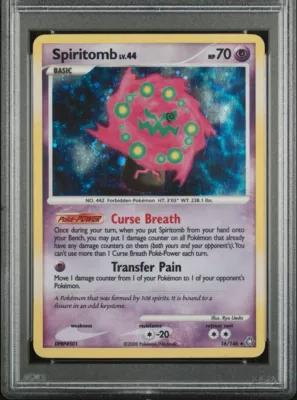 Spiritomb LV.44
HP 70
BASIC
NO. 442 Forbidden Pokémon HT. 3'03" WT. 238.1 lbs.
Poké-POWER Curse Breath
Once during your turn, when you put Spiritomb from your hand onto
your Bench, you may put 1 damage counter on all Pokémon that already
have any damage counters on them (both yours and your opponent's). You
can't use more than 1 Curse Breath Poké-Power each turn.
Transfer Pain
Move 1 damage counter from 1 of your Pokémon to 1 of your opponent's
Pokémon.
A Pokémon that was formed by 108 spirits. It is bound to a
fissure in an odd keystone.
weakness resistance retreat cost
-20
©2008 Pokémon/Nintendo
Illus. Ryo Ueda
16/146